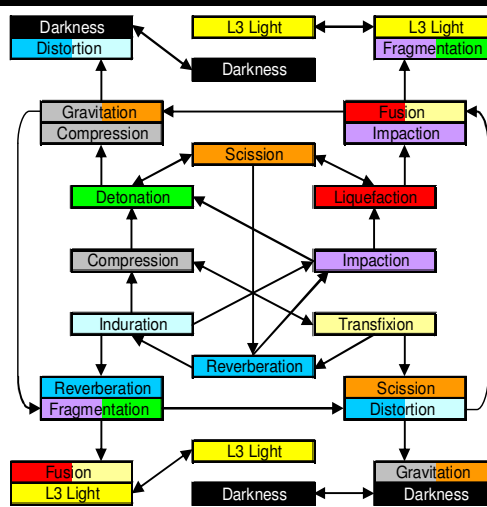 Darkness
Distortion
L3 Light
L3 Light
Fragmentation
Darkness
Gravitation
Compression
Fusion
Impaction
Scission
Detonation
Liquefaction
Compression
Impaction
Induration
Transfixion
Reverberation
Reverberation
Fragmentation
Scission
Distortion
L3 Light
Fusion
L3 Light
Darkness
Gravitation
Darkness